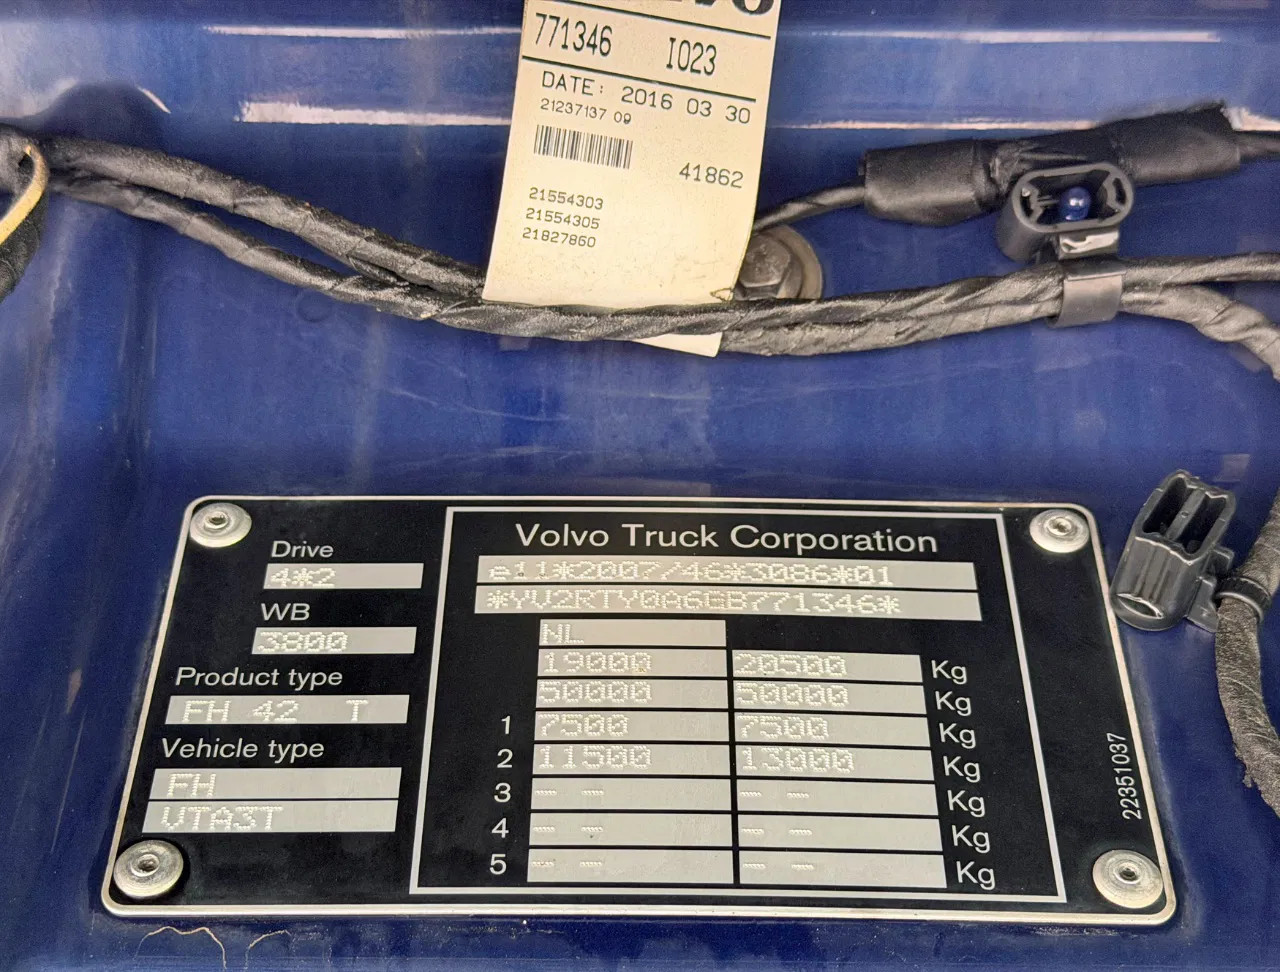 771346 I023
DATE: 2016 03 30
21237137 09
41862
21554303
21554305
21827860
Volvo Truck Corporation
e11*2007/46*3086*01
*YV2RTY0A6GB771346*
NL
19000 20500 Kg
50000 50000 Kg
1 7500 7500 Kg
2 11500 13000 Kg
3 -- -- -- -- Kg
4 -- -- -- -- Kg
5 -- -- -- -- Kg
Drive
4*2
WB
3800
Product type
FH 42 T
Vehicle type
FH
VTA3T
22351037